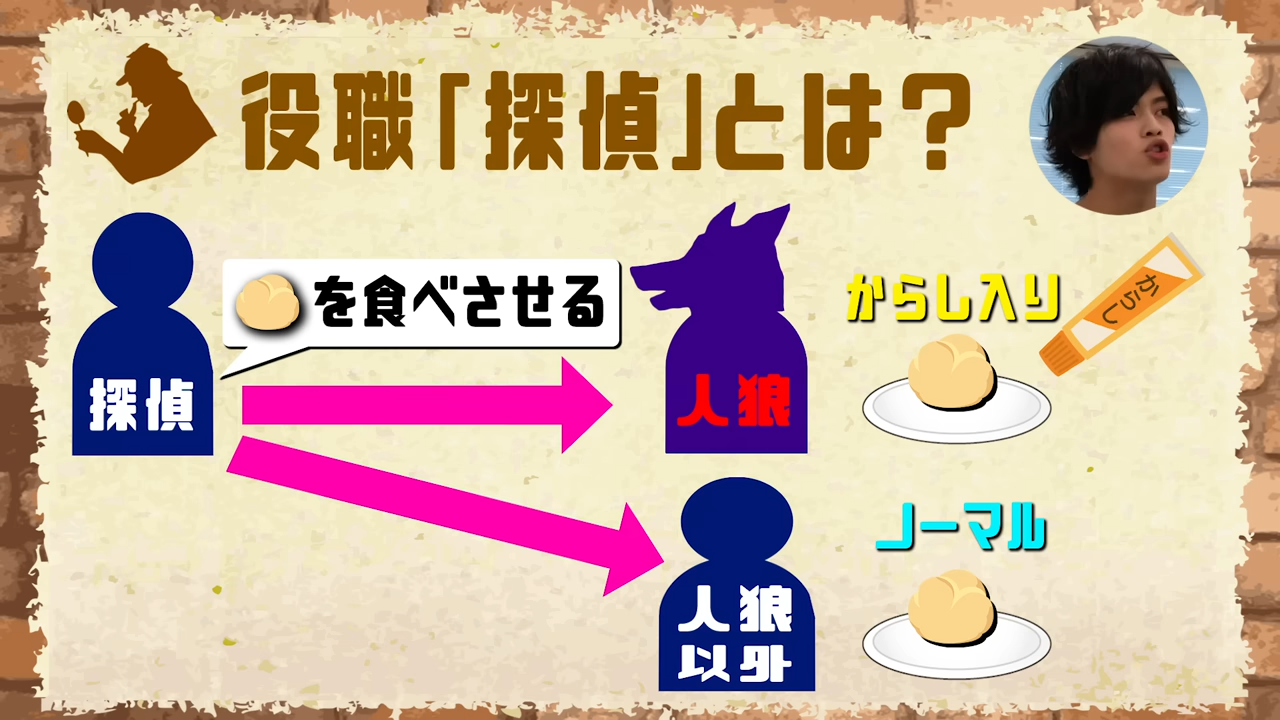 役職「探偵」とは？
を食べさせる
探偵
人狼
からし入り
からし
ノーマル
人狼
以外